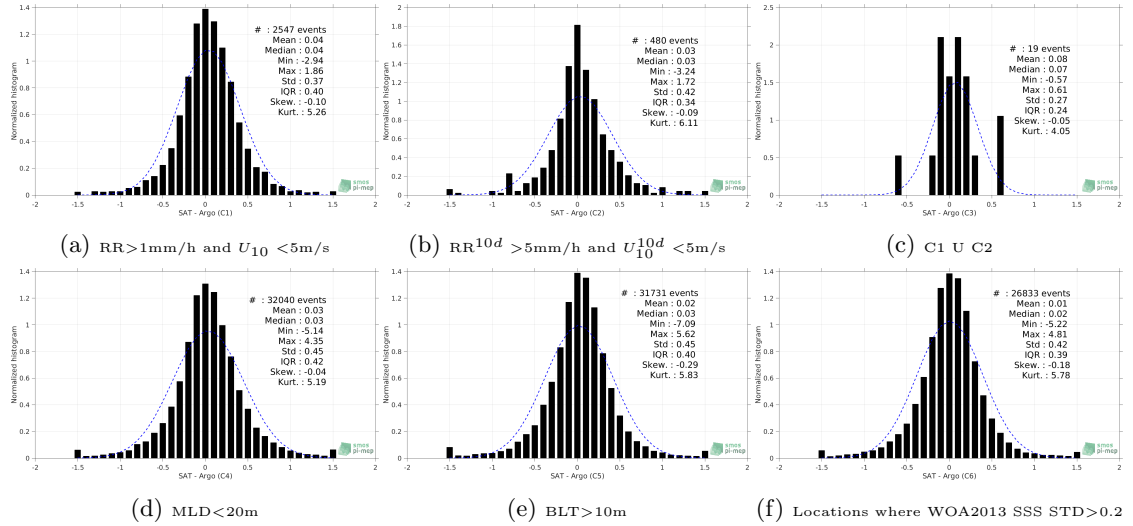 Normalized histogram
1.4
1.2
1
0.8
0.6
0.4
0.2
0
-2
-1.5
-1
-0.5
0
0.5
1
1.5
2
# : 2547 events
Mean : 0.04
Median : 0.04
Min : -2.94
Max : 1.86
Std : 0.37
IQR : 0.40
Skew. : -0.10
Kurt. : 5.26
smos
pi-mep
SAT - Argo (C1)
(a) RR>1mm/h and U10 <5m/s
Normalized histogram
2
1.8
1.6
1.4
1.2
1
0.8
0.6
0.4
0.2
0
-2
-1.5
-1
-0.5
0
0.5
1
1.5
2
# : 480 events
Mean : 0.03
Median : 0.03
Min : -3.24
Max : 1.72
Std : 0.42
IQR : 0.34
Skew. : -0.09
Kurt. : 6.11
smos
pi-mep
SAT - Argo (C2)
(b) RR10d >5mm/h and U10 10d <5m/s
Normalized histogram
2.5
2
1.5
1
0.5
0
-2
-1.5
-1
-0.5
0
0.5
1
1.5
2
# : 19 events
Mean : 0.08
Median : 0.07
Min : -0.57
Max : 0.61
Std : 0.27
IQR : 0.24
Skew. : -0.05
Kurt. : 4.05
smos
pi-mep
SAT - Argo (C3)
(c) C1 U C2
Normalized histogram
1.4
1.2
1
0.8
0.6
0.4
0.2
0
-2
-1.5
-1
-0.5
0
0.5
1
1.5
2
# : 32040 events
Mean : 0.03
Median : 0.03
Min : -5.14
Max : 4.35
Std : 0.45
IQR : 0.42
Skew. : -0.04
Kurt. : 5.19
smos
pi-mep
SAT - Argo (C4)
(d) MLD<20m
Normalized histogram
1.4
1.2
1
0.8
0.6
0.4
0.2
0
-2
-1.5
-1
-0.5
0
0.5
1
1.5
2
# : 31731 events
Mean : 0.02
Median : 0.03
Min : -7.09
Max : 5.62
Std : 0.45
IQR : 0.40
Skew. : -0.29
Kurt. : 5.83
smos
pi-mep
SAT - Argo (C5)
(e) BLT>10m
Normalized histogram
1.4
1.2
1
0.8
0.6
0.4
0.2
0
-2
-1.5
-1
-0.5
0
0.5
1
1.5
2
# : 26833 events
Mean : 0.01
Median : 0.02
Min : -5.22
Max : 4.81
Std : 0.42
IQR : 0.39
Skew. : -0.18
Kurt. : 5.78
smos
pi-mep
SAT - Argo (C6)
(f) Locations where WOA2013 SSS STD>0.2